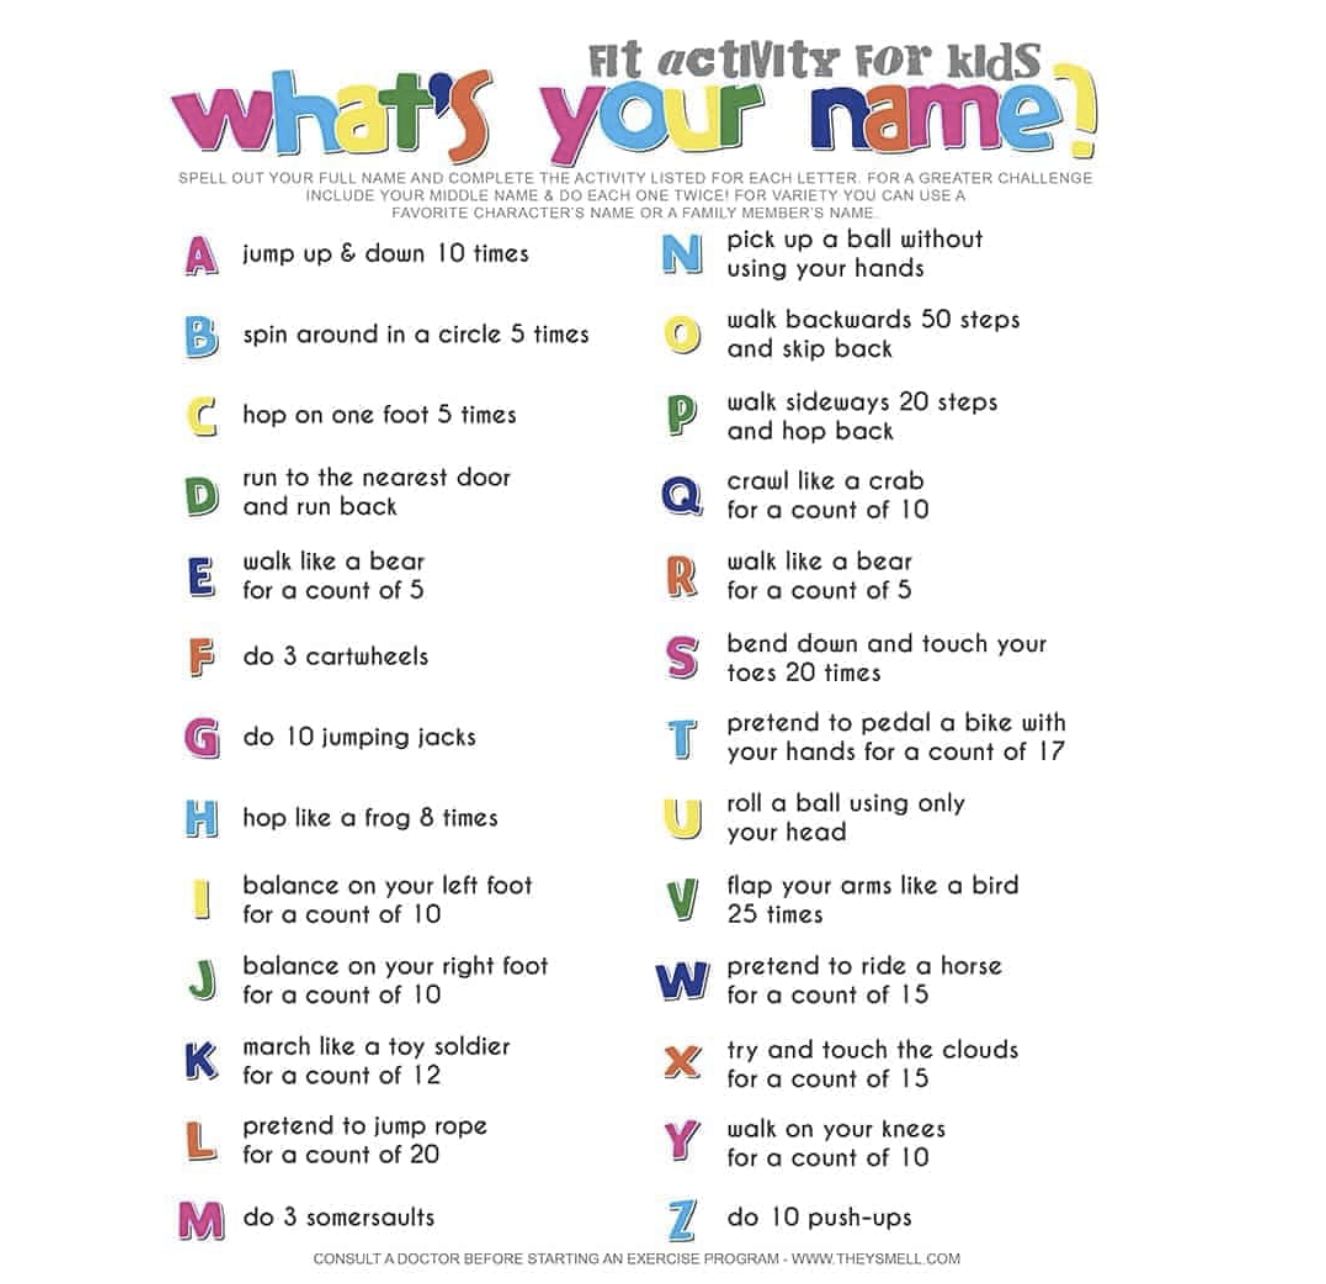 Fit activity for kids
what's your name?
SPELL OUT YOUR FULL NAME AND COMPLETE THE ACTIVITY LISTED FOR EACH LETTER. FOR A GREATER CHALLENGE
INCLUDE YOUR MIDDLE NAME & DO EACH ONE TWICE! FOR VARIETY YOU CAN USE A
FAVORITE CHARACTER'S NAME OR A FAMILY MEMBER'S NAME.
A jump up & down 10 times
B spin around in a circle 5 times
C hop on one foot 5 times
D run to the nearest door
and run back
E walk like a bear
for a count of 5
F do 3 cartwheels
G do 10 jumping jacks
H hop like a frog 8 times
I balance on your left foot
for a count of 10
J balance on your right foot
for a count of 10
K march like a toy soldier
for a count of 12
L pretend to jump rope
for a count of 20
M do 3 somersaults
N pick up a ball without
using your hands
O walk backwards 50 steps
and skip back
P walk sideways 20 steps
and hop back
Q crawl like a crab
for a count of 10
R walk like a bear
for a count of 5
S bend down and touch your
toes 20 times
T pretend to pedal a bike with
your hands for a count of 17
U roll a ball using only
your head
V flap your arms like a bird
25 times
W pretend to ride a horse
for a count of 15
X try and touch the clouds
for a count of 15
Y walk on your knees
for a count of 10
Z do 10 push-ups
CONSULT A DOCTOR BEFORE STARTING AN EXERCISE PROGRAM - WWW.THEYSMELL.COM